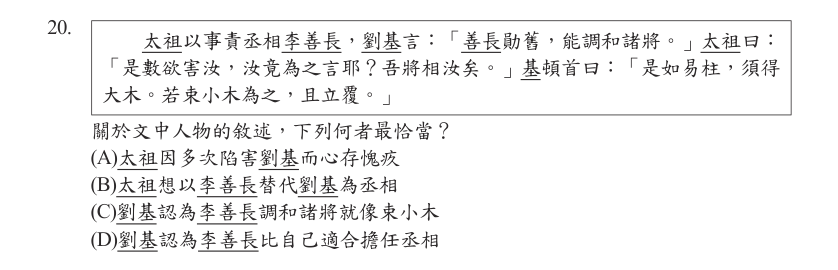 20.
太祖以事責丞相李善長，劉基言：「善長勛舊，能調和諸將。」太祖曰：
「是數欲害汝，汝竟為之言耶？吾將相汝矣。」基頓首曰：「是如易柱，須得
大木。若束小木為之，且立覆。」
關於文中人物的敘述，下列何者最恰當？
(A)太祖因多次陷害劉基而心存愧疚
(B)太祖想以李善長替代劉基為丞相
(C)劉基認為李善長調和諸將就像束小木
(D)劉基認為李善長比自己適合擔任丞相